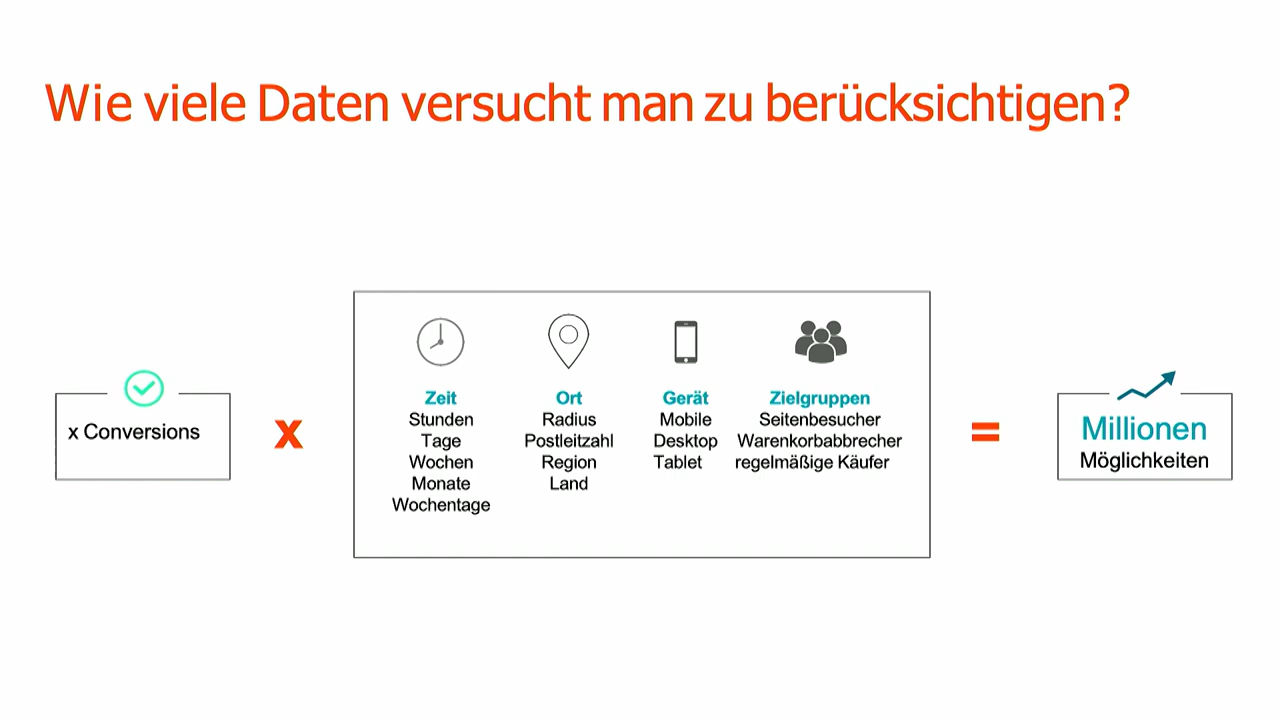 Wie viele Daten versucht man zu berücksichtigen?
x Conversions
x
Zeit
Stunden
Tage
Wochen
Monate
Wochentage
Ort
Radius
Postleitzahl
Region
Land
Gerät
Mobile
Desktop
Tablet
Zielgruppen
Seitenbesucher
Warenkorbabbrecher
regelmäßige Käufer
=
Millionen
Möglichkeiten